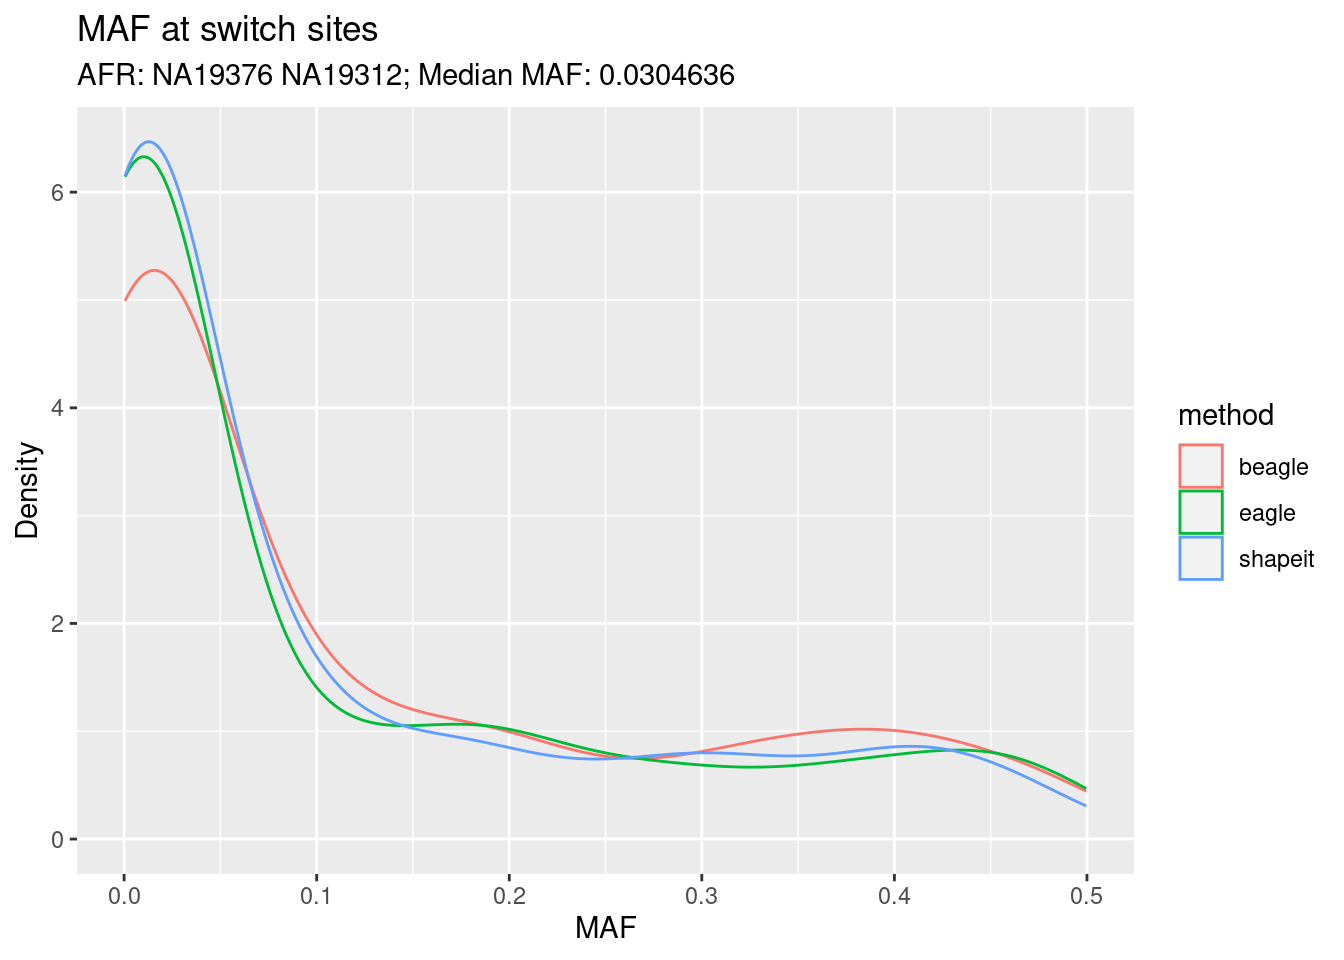 MAF at switch sites
AFR: NA19376 NA19312; Median MAF: 0.0304636
Density
6
4
2
0
0.0 0.1 0.2 0.3 0.4 0.5
MAF
method
beagle
eagle
shapeit